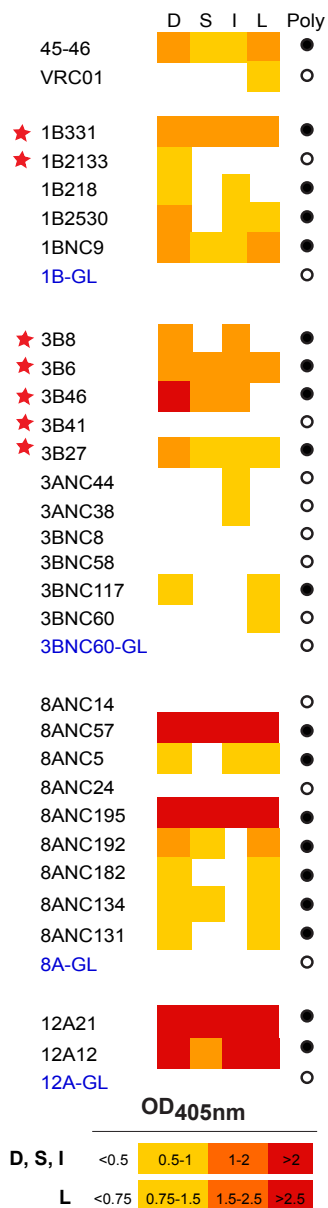 D S I L Poly
45-46
VRC01
1B331
1B2133
1B218
1B2530
1BNC9
1B-GL
3B8
3B6
3B46
3B41
3B27
3ANC44
3ANC38
3BNC8
3BNC58
3BNC117
3BNC60
3BNC60-GL
8ANC14
8ANC57
8ANC5
8ANC24
8ANC195
8ANC192
8ANC182
8ANC134
8ANC131
8A-GL
12A21
12A12
12A-GL
OD405nm
D, S, I <0.5 0.5-1 1-2 >2
L <0.75 0.75-1.5 1.5-2.5 >2.5